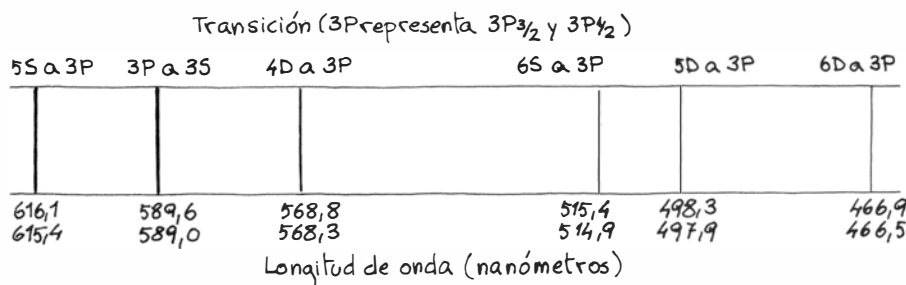 Transición (3P representa 3P3/2 y 3P1/2)
5S a 3P 3P a 3S 4D a 3P 6S a 3P 5D a 3P 6D a 3P
616,1 589,6 568,8 515,4 498,3 466,9
615,4 589,0 568,3 514,9 497,9 466,5
Longitud de onda (nanómetros)